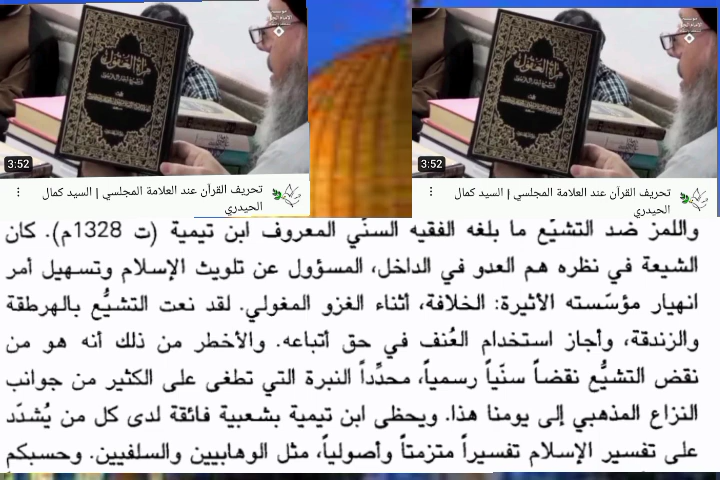 مرآة العقول
3:52
تحريف القرآن عند العلامة المجلسي | السيد كمال
الحيدري
مرآة العقول
3:52
تحريف القرآن عند العلامة المجلسي | السيد كمال
الحيدري
واللمز ضد التشيّع ما بلغه الفقيه السنّي المعروف ابن تيمية (ت 1328م). كان
الشيعة في نظره هم العدو في الداخل، المسؤول عن تلويث الإسلام وتسهيل أمر
انهيار مؤسّسته الأثيرة: الخلافة، أثناء الغزو المغولي. لقد نعت التشيُّع بالهرطقة
والزندقة، وأجاز استخدام العُنف في حق أتباعه. والأخطر من ذلك أنه هو من
نقض التشيُّع نقضاً سنّياً رسمياً، محدِّداً النبرة التي تطغى على الكثير من جوانب
النزاع المذهبي إلى يومنا هذا. ويحظى ابن تيمية بشعبية فائقة لدى كل من يُشدّد
على تفسير الإسلام تفسيراً متزمتاً وأصولياً، مثل الوهابيين والسلفيين. وحسبكم